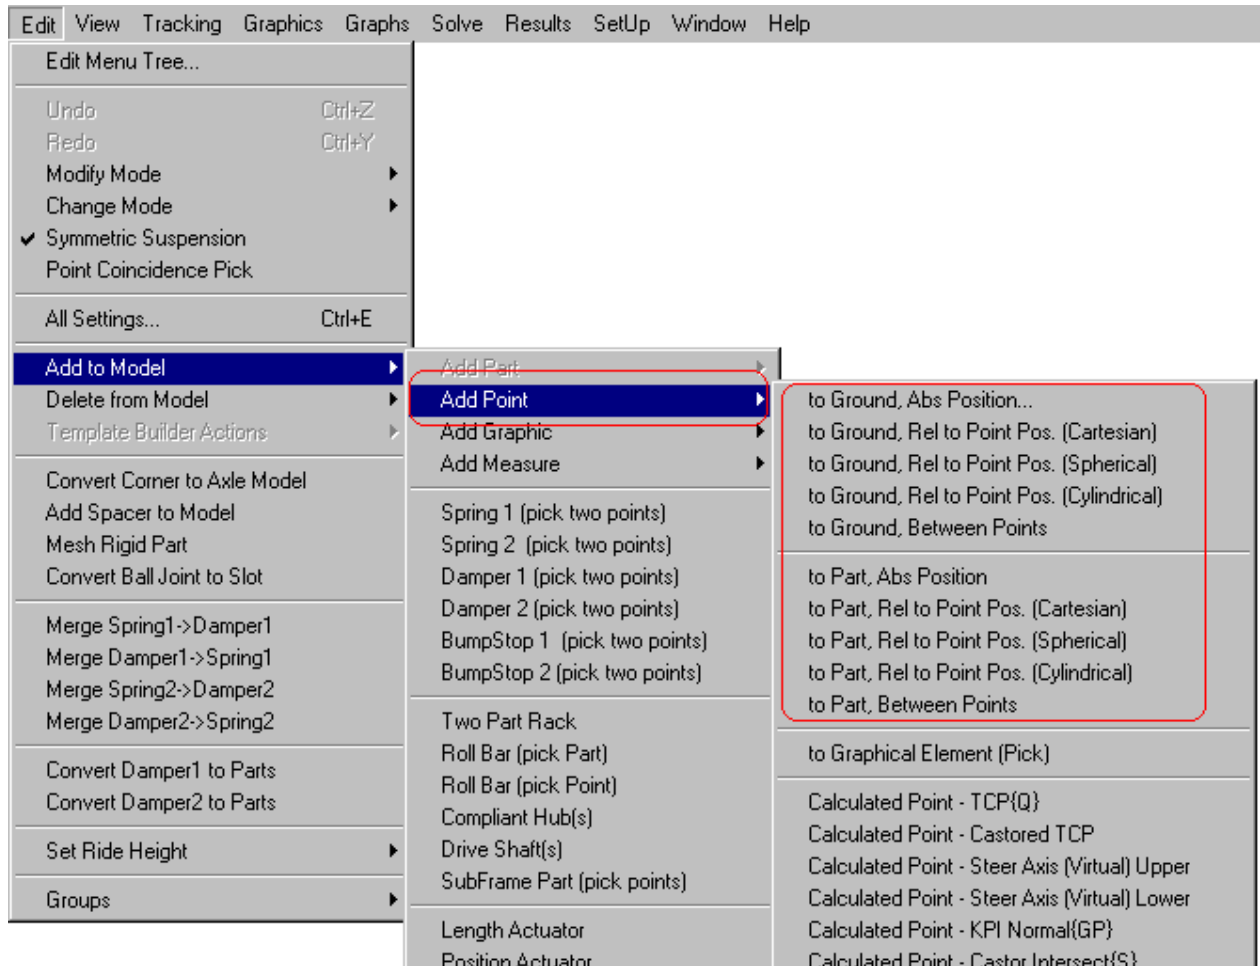 Edit View Tracking Graphics Graphs Solve Results SetUp Window Help
Edit Menu Tree...
Undo Ctrl+Z
Redo Ctrl+Y
Modify Mode
Change Mode
Symmetric Suspension
Point Coincidence Pick
All Settings... Ctrl+E
Add to Model
Delete from Model
Template Builder Actions
Convert Corner to Axle Model
Add Spacer to Model
Mesh Rigid Part
Convert Ball Joint to Slot
Merge Spring1->Damper1
Merge Damper1->Spring1
Merge Spring2->Damper2
Merge Damper2->Spring2
Convert Damper1 to Parts
Convert Damper2 to Parts
Set Ride Height
Groups
Add Part
Add Point
Add Graphic
Add Measure
Spring 1 (pick two points)
Spring 2 (pick two points)
Damper 1 (pick two points)
Damper 2 (pick two points)
BumpStop 1 (pick two points)
BumpStop 2 (pick two points)
Two Part Rack
Roll Bar (pick Part)
Roll Bar (pick Point)
Compliant Hub(s)
Drive Shaft(s)
SubFrame Part (pick points)
Length Actuator
Position Actuator
to Ground, Abs Position...
to Ground, Rel to Point Pos. (Cartesian)
to Ground, Rel to Point Pos. (Spherical)
to Ground, Rel to Point Pos. (Cylindrical)
to Ground, Between Points
to Part, Abs Position
to Part, Rel to Point Pos. (Cartesian)
to Part, Rel to Point Pos. (Spherical)
to Part, Rel to Point Pos. (Cylindrical)
to Part, Between Points
to Graphical Element (Pick)
Calculated Point - TCP{Q}
Calculated Point - Castored TCP
Calculated Point - Steer Axis (Virtual) Upper
Calculated Point - Steer Axis (Virtual) Lower
Calculated Point - KPI Normal{GP}
Calculated Point - Castor Intersect{S}